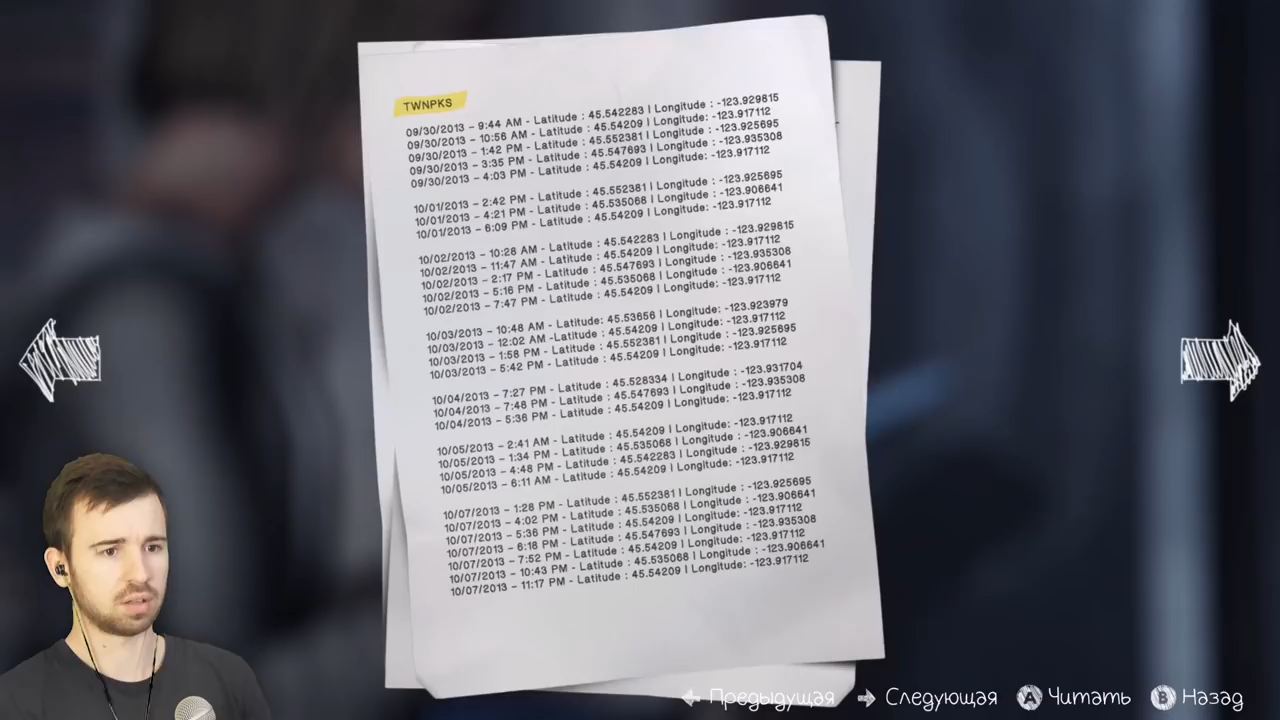 TWNPKS
09/30/2013 - 9:44 AM - Latitude : 45.542283 | Longitude : -123.929815
09/30/2013 - 10:56 AM - Latitude : 45.54209 | Longitude: -123.917112
09/30/2013 - 1:42 PM - Latitude : 45.552381 | Longitude : -123.925695
09/30/2013 - 3:35 PM - Latitude : 45.547693 | Longitude : -123.935308
09/30/2013 - 4:03 PM - Latitude : 45.54209 | Longitude: -123.917112
10/01/2013 - 2:42 PM - Latitude : 45.552381 | Longitude : -123.925695
10/01/2013 - 4:21 PM - Latitude : 45.535068 | Longitude : -123.906641
10/01/2013 - 6:09 PM - Latitude : 45.54209 | Longitude: -123.917112
10/02/2013 - 10:28 AM - Latitude : 45.542283 | Longitude : -123.929815
10/02/2013 - 11:47 AM - Latitude : 45.54209 | Longitude: -123.917112
10/02/2013 - 2:17 PM - Latitude : 45.547693 | Longitude : -123.935308
10/02/2013 - 5:16 PM - Latitude : 45.535068 | Longitude : -123.906641
10/02/2013 - 7:47 PM - Latitude : 45.54209 | Longitude: -123.917112
10/03/2013 - 10:48 AM - Latitude: 45.53656 | Longitude: -123.923979
10/03/2013 - 12:02 AM -Latitude : 45.54209 | Longitude: -123.917112
10/03/2013 - 1:58 PM - Latitude : 45.552381 | Longitude : -123.925695
10/03/2013 - 5:42 PM - Latitude : 45.54209 | Longitude: -123.917112
10/04/2013 - 7:27 PM - Latitude : 45.528334 | Longitude : -123.931704
10/04/2013 - 7:48 PM - Latitude : 45.547693 | Longitude : -123.935308
10/04/2013 - 5:36 PM - Latitude : 45.54209 | Longitude: -123.917112
10/05/2013 - 2:41 AM - Latitude : 45.54209 | Longitude: -123.917112
10/05/2013 - 1:34 PM - Latitude : 45.535068 | Longitude : -123.906641
10/05/2013 - 4:48 PM - Latitude : 45.542283 | Longitude : -123.929815
10/05/2013 - 6:11 AM - Latitude : 45.54209 | Longitude: -123.917112
10/07/2013 - 1:28 PM - Latitude : 45.552381 | Longitude : -123.925695
10/07/2013 - 4:02 PM - Latitude : 45.535068 | Longitude : -123.906641
10/07/2013 - 5:36 PM - Latitude : 45.54209 | Longitude: -123.917112
10/07/2013 - 6:18 PM - Latitude : 45.547693 | Longitude : -123.935308
10/07/2013 - 7:52 PM - Latitude : 45.54209 | Longitude: -123.917112
10/07/2013 - 10:43 PM - Latitude : 45.535068 | Longitude : -123.906641
10/07/2013 - 11:17 PM - Latitude : 45.54209 | Longitude: -123.917112
Предыдущая Следующая A Читать B Назад